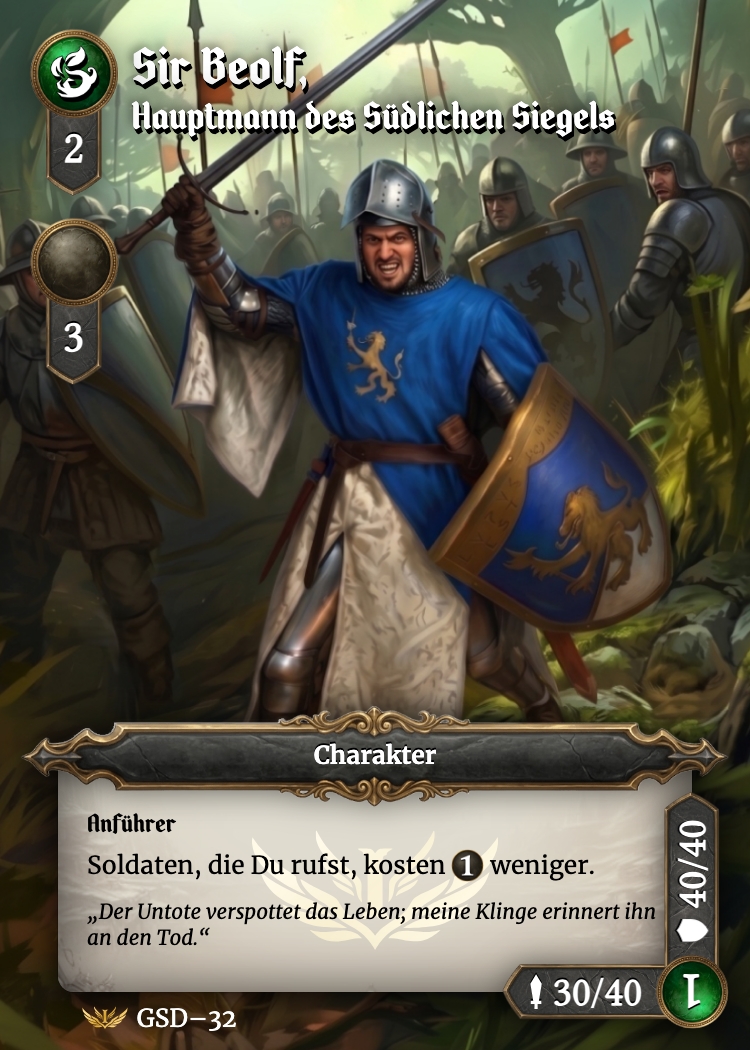 Sir Beolf,
Hauptmann des Südlichen Siegels
2
3
Charakter
Anführer
Soldaten, die Du rufst, kosten 1 weniger.
„Der Untote verspottet das Leben; meine Klinge erinnert ihn
an den Tod.“
40/40
30/40
1
GSD–32